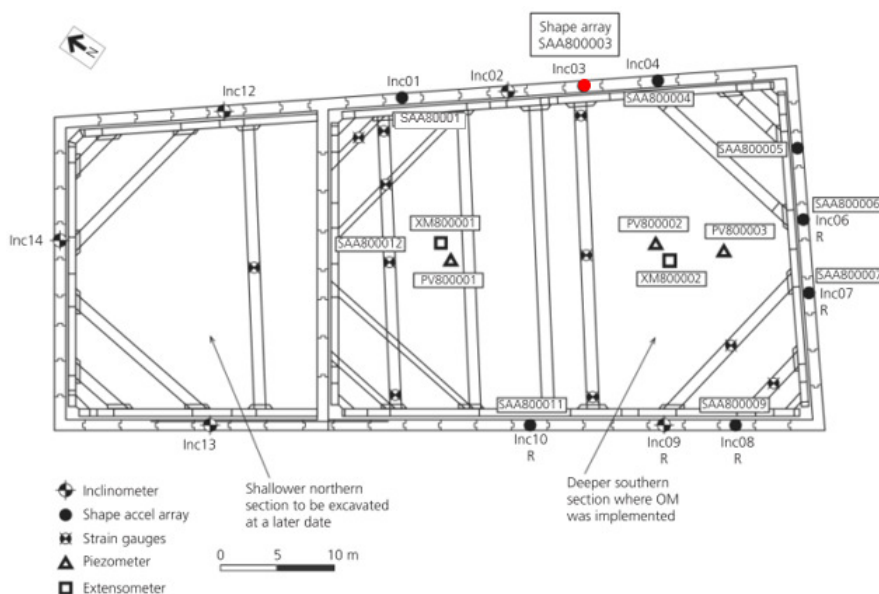 N
Shape array
SAA800003
Inc12
Inc01
Inc02
Inc03
Inc04
SAA80001
SAA800004
SAA800005
SAA800006
Inc06
R
Inc14
SAA800012
XM800001
PV800001
PV800002
PV800003
XM800002
SAA800007
Inc07
R
SAA800011
SAA800009
Inc13
Inc10
R
Inc09
R
Inc08
R
Inclinometer
Shape accel array
Strain gauges
Piezometer
Extensometer
Shallower northern
section to be excavated
at a later date
0 5 10 m
Deeper southern
section where OM
was implemented